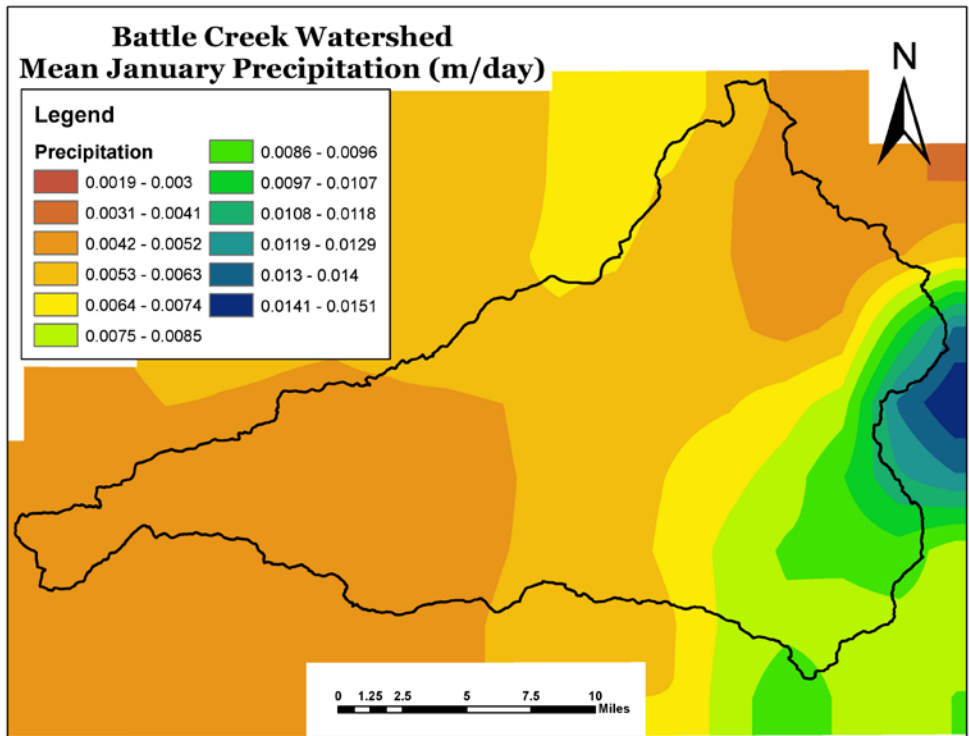 Battle Creek Watershed
Mean January Precipitation (m/day)
N
Legend
Precipitation
0.0019 - 0.003
0.0031 - 0.0041
0.0042 - 0.0052
0.0053 - 0.0063
0.0064 - 0.0074
0.0075 - 0.0085
0.0086 - 0.0096
0.0097 - 0.0107
0.0108 - 0.0118
0.0119 - 0.0129
0.013 - 0.014
0.0141 - 0.0151
0 1.25 2.5 5 7.5 10
Miles